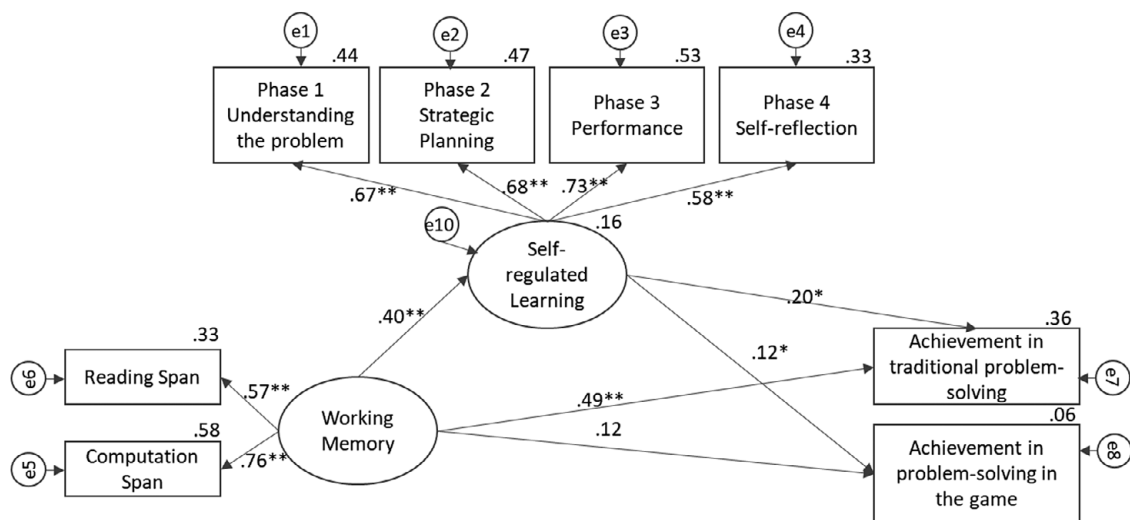 e1
e2
e3
e4
.44
.47
.53
.33
Phase 1
Understanding
the problem
Phase 2
Strategic
Planning
Phase 3
Performance
Phase 4
Self-reflection
.67**
.68**
.73**
.58**
e10
.16
Self-
regulated
Learning
.40**
.20*
.12*
.33
e6
Reading Span
.57**
.58
e5
Computation
Span
.76**
Working
Memory
.49**
.12
.36
Achievement in
traditional problem-
solving
e7
.06
Achievement in
problem-solving in
the game
e8